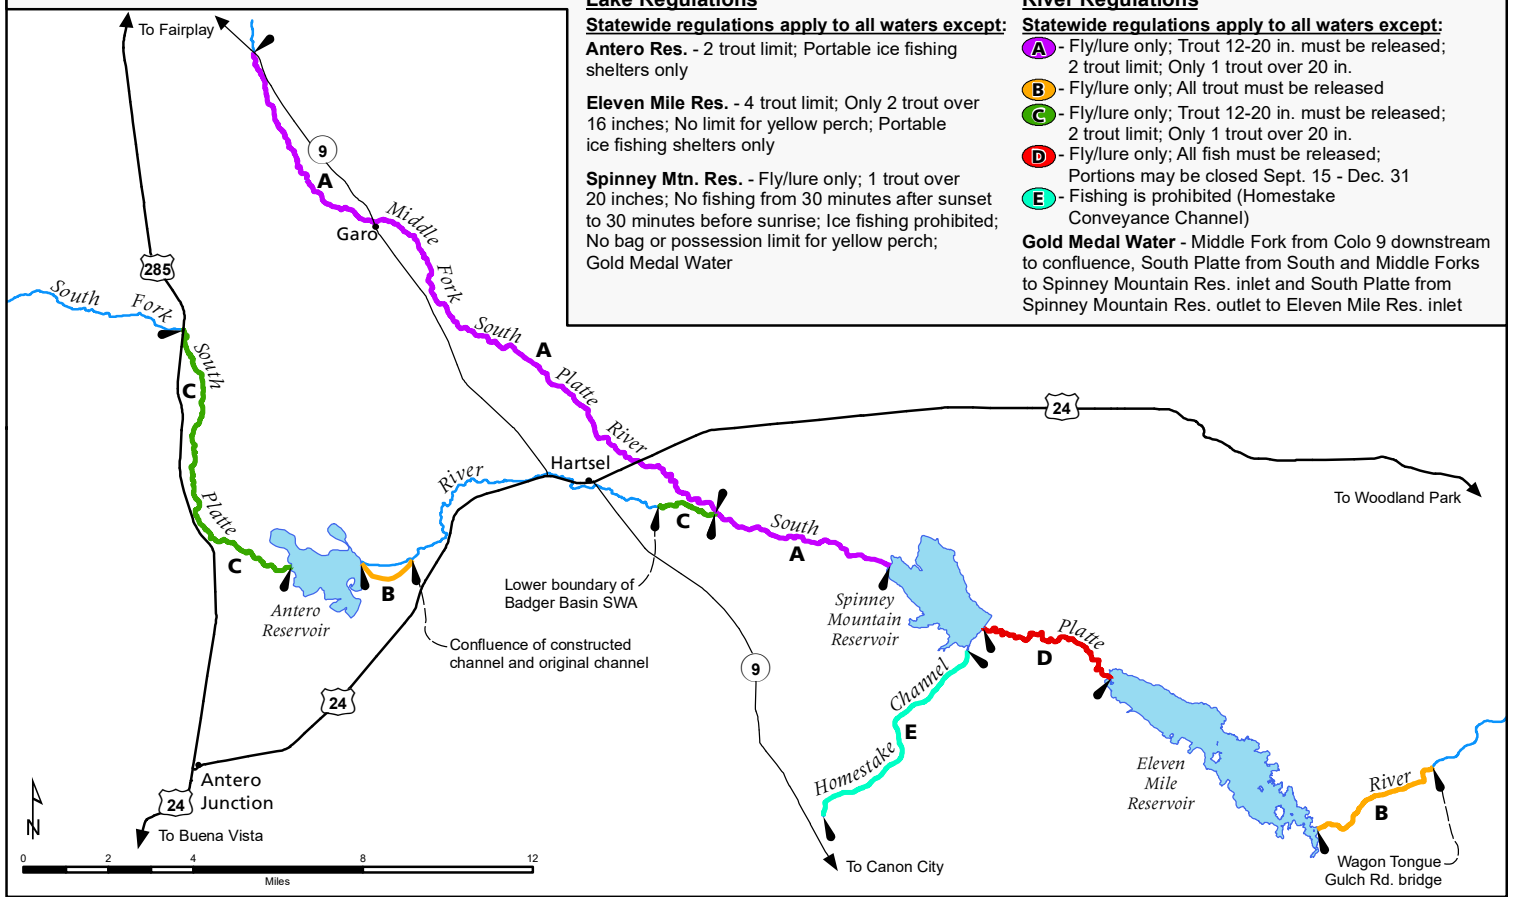 Lake Regulations
Statewide regulations apply to all waters except:
Antero Res. - 2 trout limit; Portable ice fishing
shelters only
Eleven Mile Res. - 4 trout limit; Only 2 trout over
16 inches; No limit for yellow perch; Portable
ice fishing shelters only
Spinney Mtn. Res. - Fly/lure only; 1 trout over
20 inches; No fishing from 30 minutes after sunset
to 30 minutes before sunrise; Ice fishing prohibited;
No bag or possession limit for yellow perch;
Gold Medal Water
River Regulations
Statewide regulations apply to all waters except:
A - Fly/lure only; Trout 12-20 in. must be released;
2 trout limit; Only 1 trout over 20 in.
B - Fly/lure only; All trout must be released
C - Fly/lure only; Trout 12-20 in. must be released;
2 trout limit; Only 1 trout over 20 in.
D - Fly/lure only; All fish must be released;
Portions may be closed Sept. 15 - Dec. 31
E - Fishing is prohibited (Homestake
Conveyance Channel)
Gold Medal Water - Middle Fork from Colo 9 downstream
to confluence, South Platte from South and Middle Forks
to Spinney Mountain Res. inlet and South Platte from
Spinney Mountain Res. outlet to Eleven Mile Res. inlet
To Fairplay
9
A
Garo
Middle
Fork
South
A
Platte
River
285
South
Fork
South
C
Platte
C
Antero
Reservoir
B
River
Hartsel
24
To Woodland Park
C
South
A
Lower boundary of
Badger Basin SWA
Confluence of constructed
channel and original channel
Spinney
Mountain
Reservoir
Platte
D
9
Channel
E
Homestake
24
Antero
Junction
24
To Buena Vista
N
0
2
4
8
12
Miles
To Canon City
Eleven
Mile
Reservoir
River
B
Wagon Tongue
Gulch Rd. bridge